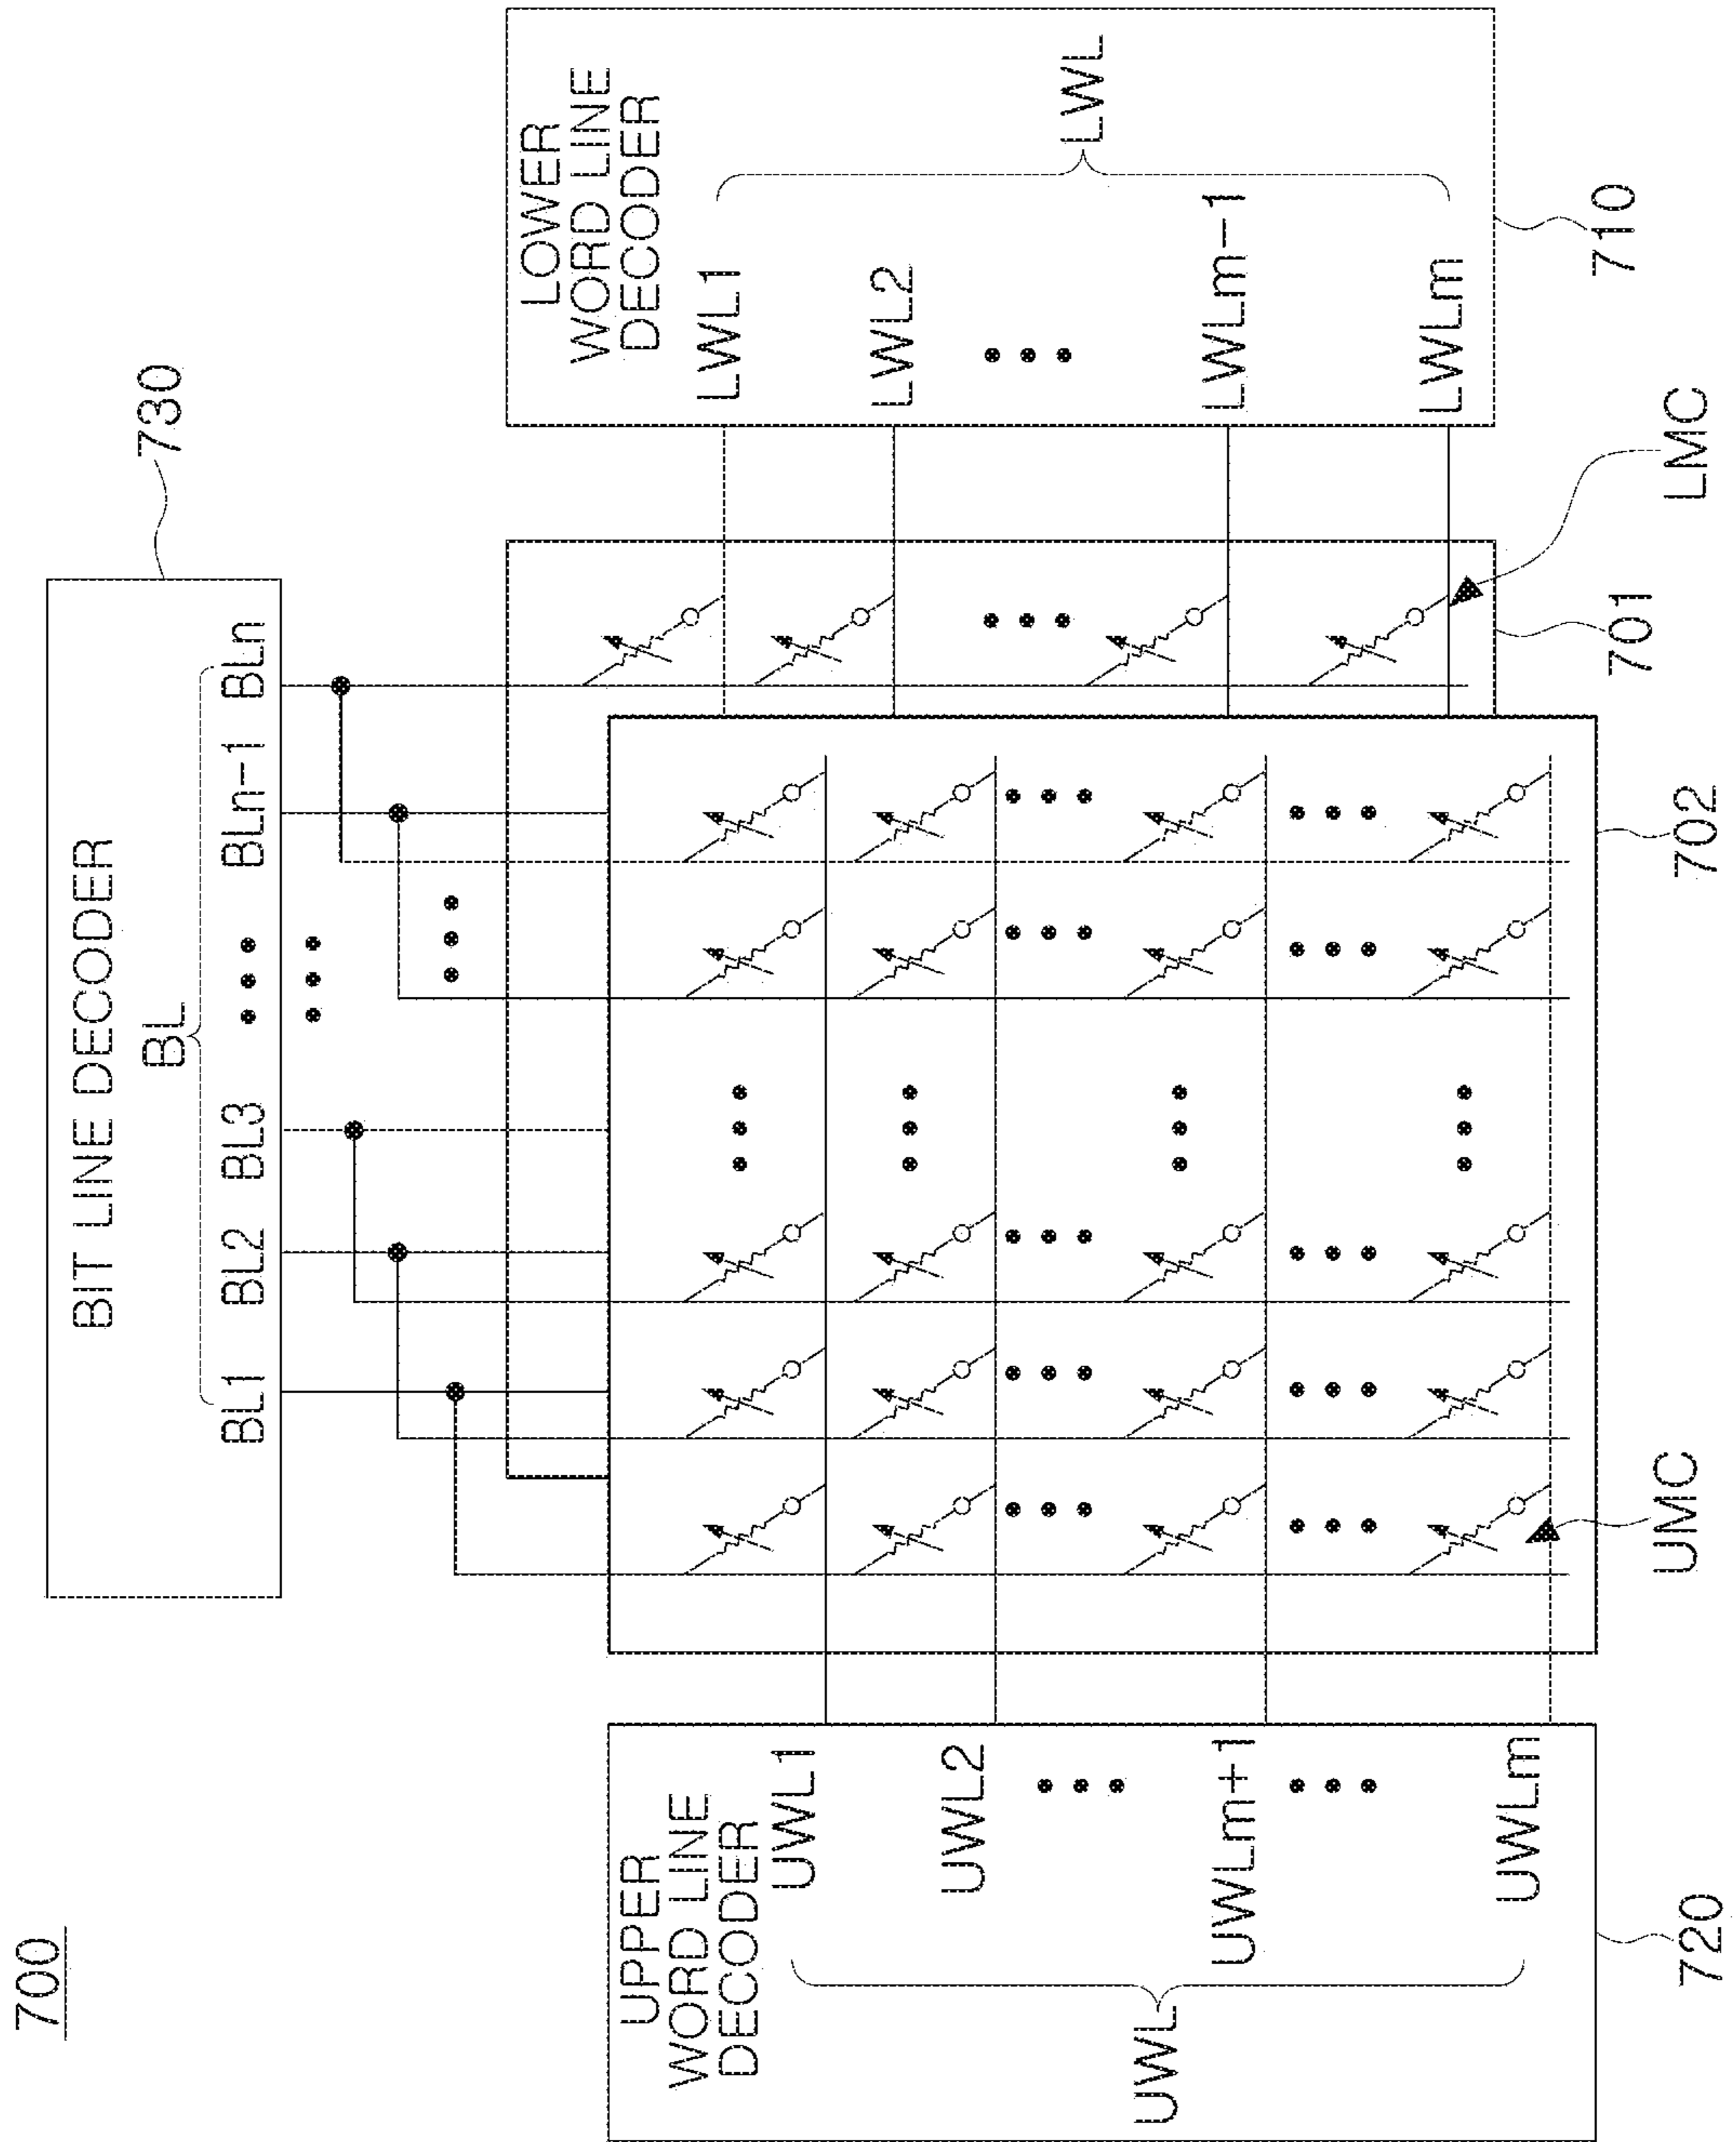 700
BIT LINE DECODER
BL
BL1 BL2 BL3 BLn-1 BLn
730
UPPER
WORD LINE
DECODER
UWL1
UWL2
UWLm+1
UWLm
UWL
720
LOWER
WORD LINE
DECODER
LWL1
LWL2
LWLm-1
LWLm
LWL
710
UMC
702
701
LMC